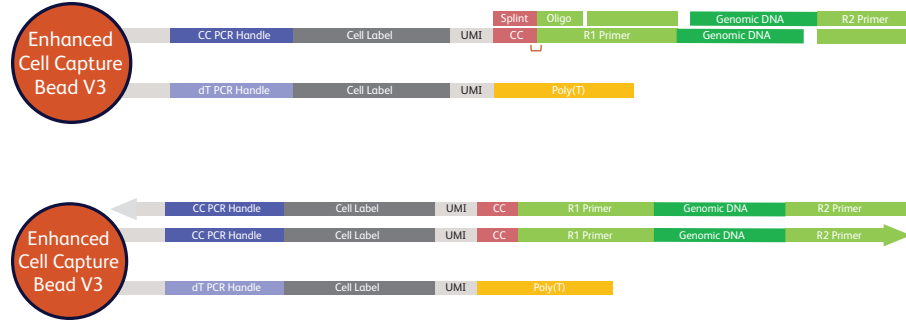 Splint Oligo Genomic DNA R2 Primer
Enhanced
Cell Capture
Bead V3
CC PCR Handle Cell Label UMI CC R1 Primer Genomic DNA
dT PCR Handle Cell Label UMI Poly(T)
CC PCR Handle Cell Label UMI CC R1 Primer Genomic DNA R2 Primer
Enhanced
Cell Capture
Bead V3
CC PCR Handle Cell Label UMI CC R1 Primer Genomic DNA R2 Primer
dT PCR Handle Cell Label UMI Poly(T)